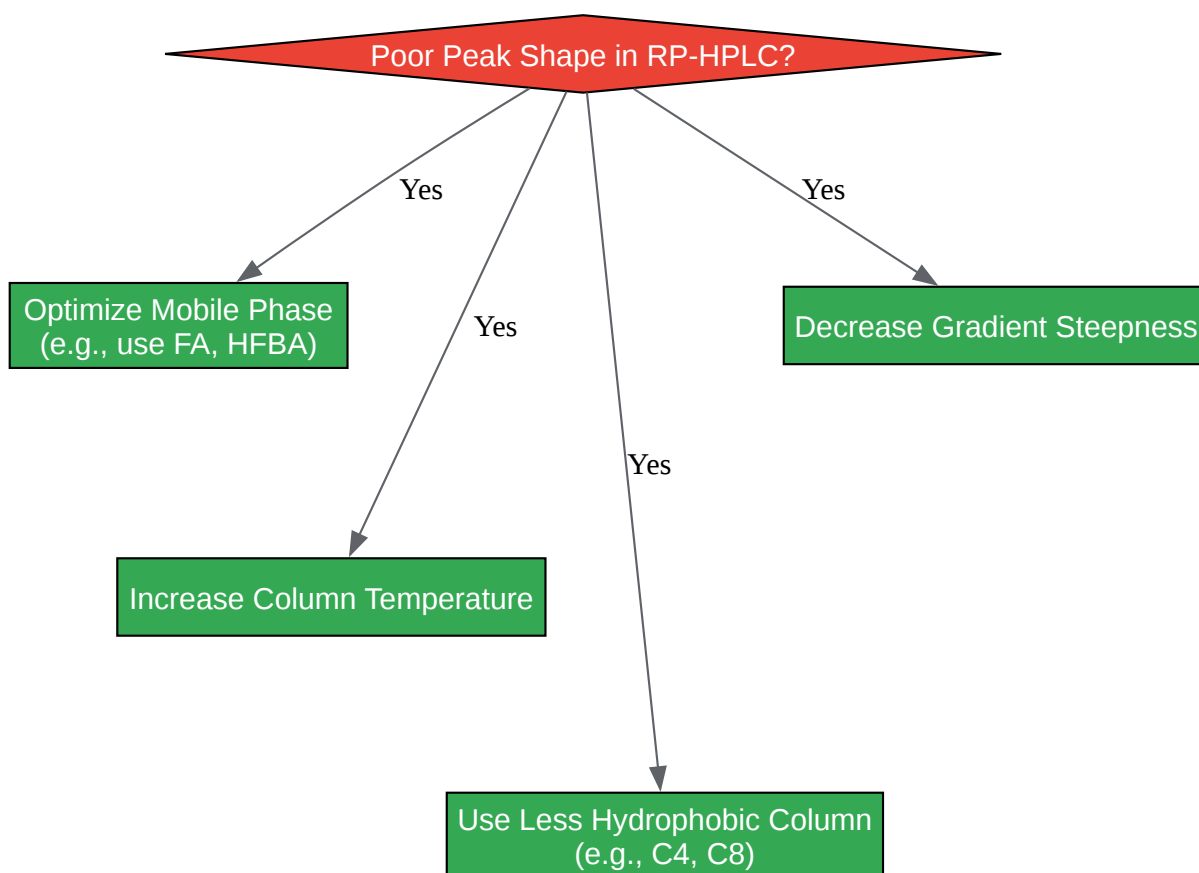 Poor Peak Shape in RP-HPLC?
Yes
Yes
Optimize Mobile Phase
(e.g., use FA, HFBA)
Decrease Gradient Steepness
Yes
Yes
Increase Column Temperature
Use Less Hydrophobic Column
(e.g., C4, C8)